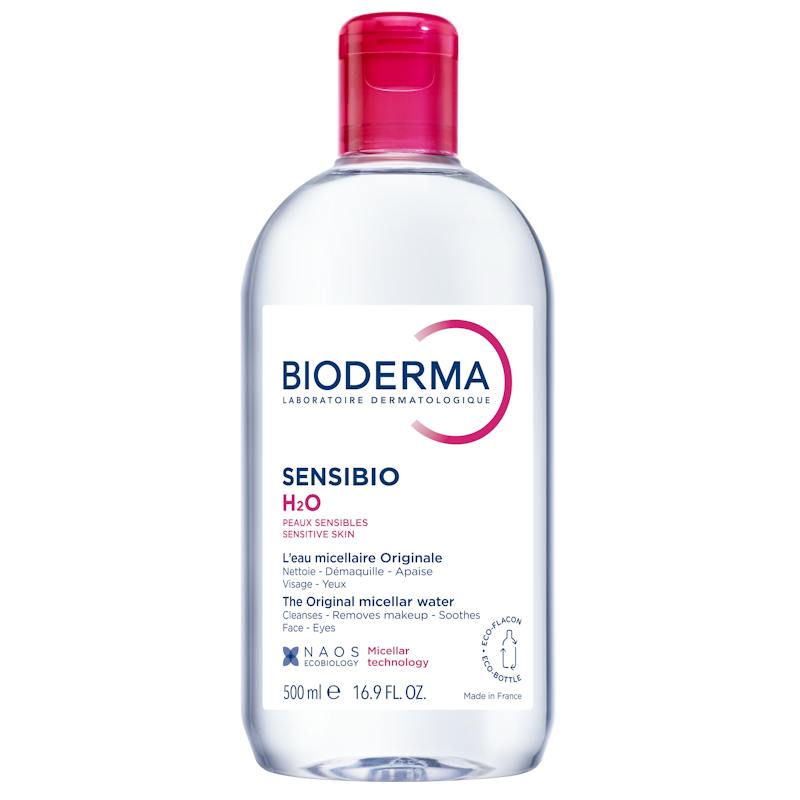 BIODERMA
LABORATOIRE DERMATOLOGIQUE
SENSIBIO
H₂O
PEAUX SENSIBLES
SENSITIVE SKIN
L'eau micellaire Originale
Nettoie - Démaquille - Apaise
Visage - Yeux
The Original micellar water
Cleanses - Removes makeup - Soothes
Face - Eyes
NAOS
ECOBIOLOGY
Micellar
technology
• ECO-FLACON
• ECO-BOTTLE
500 ml ℮ 16.9 FL. OZ.
Made in France